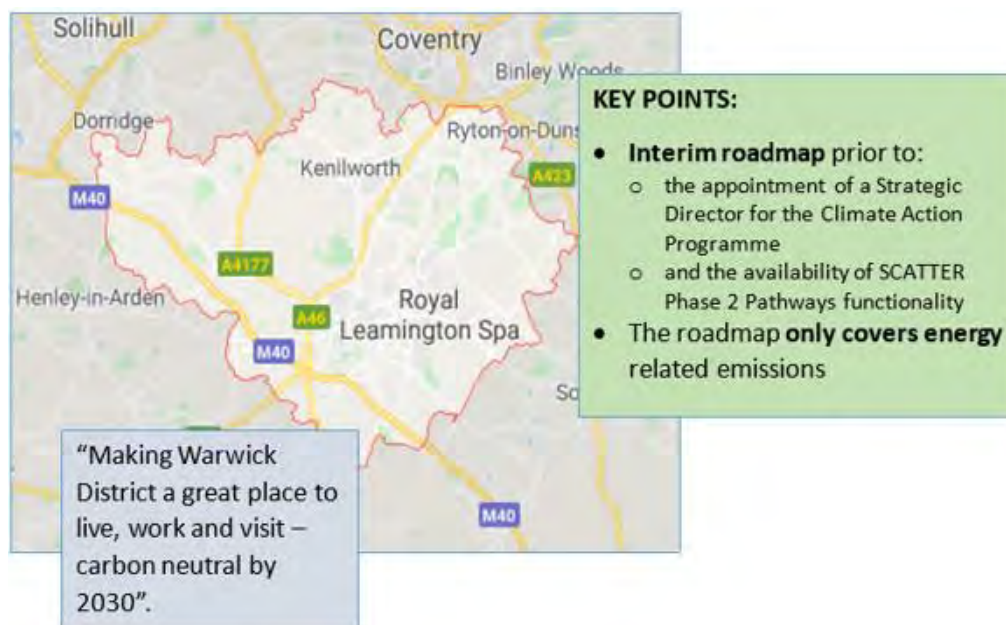 Solihull
Coventry
Binley Woods
Dorridge
Ryton-on-Duns
Kenilworth
A423
M40
A4177
Henley-in-Arden
A46
Royal
Leamington Spa
M40
So
M40
KEY POINTS:
• Interim roadmap prior to:
o the appointment of a Strategic
Director for the Climate Action
Programme
o and the availability of SCATTER
Phase 2 Pathways functionality
• The roadmap only covers energy
related emissions
“Making Warwick
District a great place to
live, work and visit –
carbon neutral by
2030”.